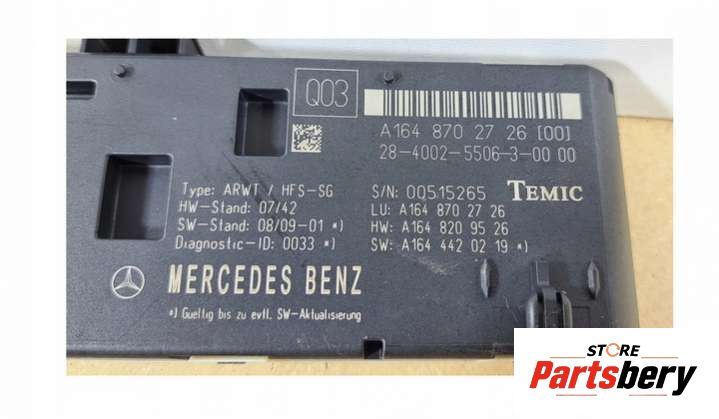 Q03
A164 870 27 26 [00]
28-4002-5506-3-00 00
Type: ARWT / HFS-SG
HW-Stand: 07/42
SW-Stand: 08/09-01 *)
Diagnostic-ID: 0033 *)
S/N: 00515265 TEMIC
LU: A164 870 27 26
HW: A164 820 95 26
SW: A164 442 02 19 *)
MERCEDES BENZ
*) Gueltig bis zu evtl. SW-Aktualisierung
STORE
Partsbery